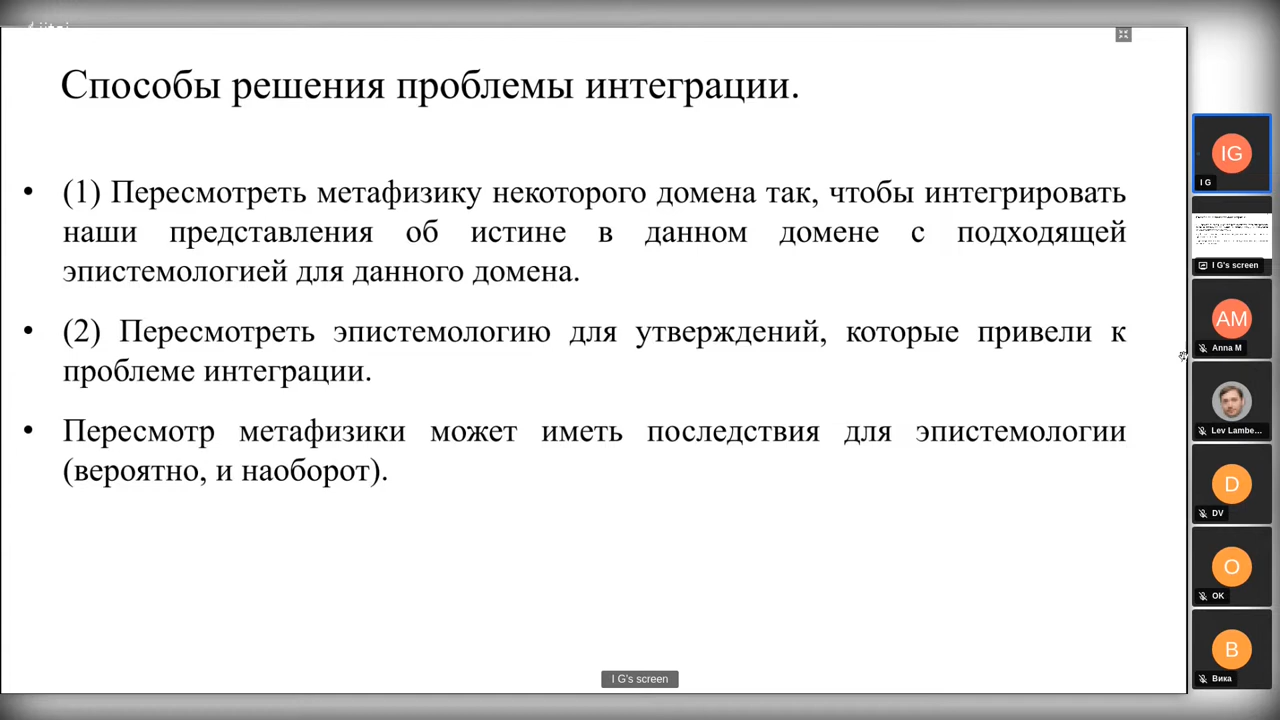 Способы решения проблемы интеграции.
• (1) Пересмотреть метафизику некоторого домена так, чтобы интегрировать
наши представления об истине в данном домене с подходящей
эпистемологией для данного домена.
• (2) Пересмотреть эпистемологию для утверждений, которые привели к
проблеме интеграции.
• Пересмотр метафизики может иметь последствия для эпистемологии
(вероятно, и наоборот).
I G's screen
IG
I G
I G's screen
AM
Anna M
Lev Lambe...
D
DV
O
OK
В
Вика